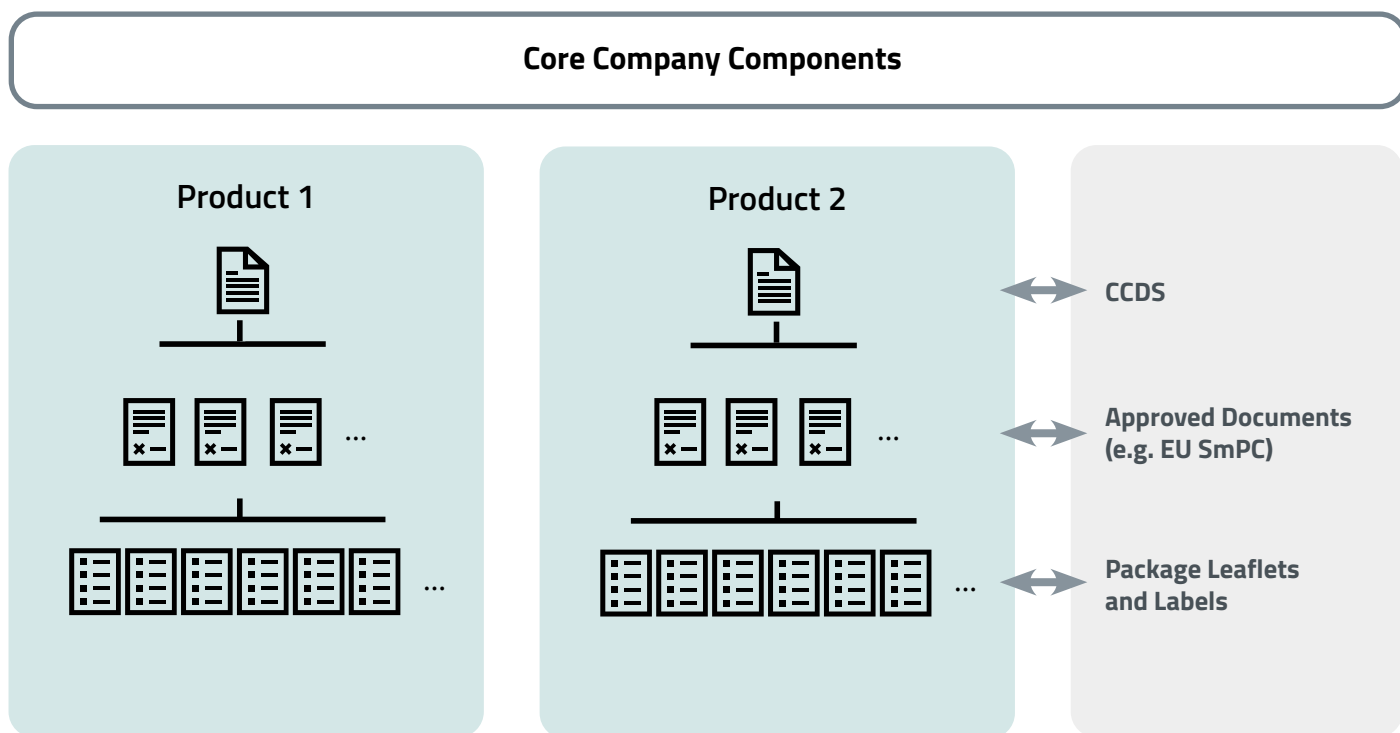 Core Company Components
Product 1
...
...
Product 2
...
...
CCDS
Approved Documents
(e.g. EU SmPC)
Package Leaflets
and Labels